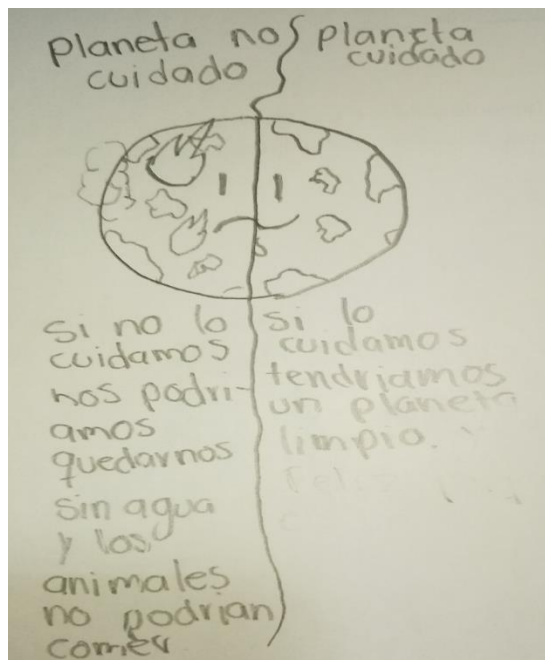 planeta no
cuidado
planeta
cuidado
si no lo
cuidamos
nos podri-
amos
quedarnos
sin agua
y los
animales
no podrian
comer
si lo
cuidamos
tendriamos
un planeta
limpio.